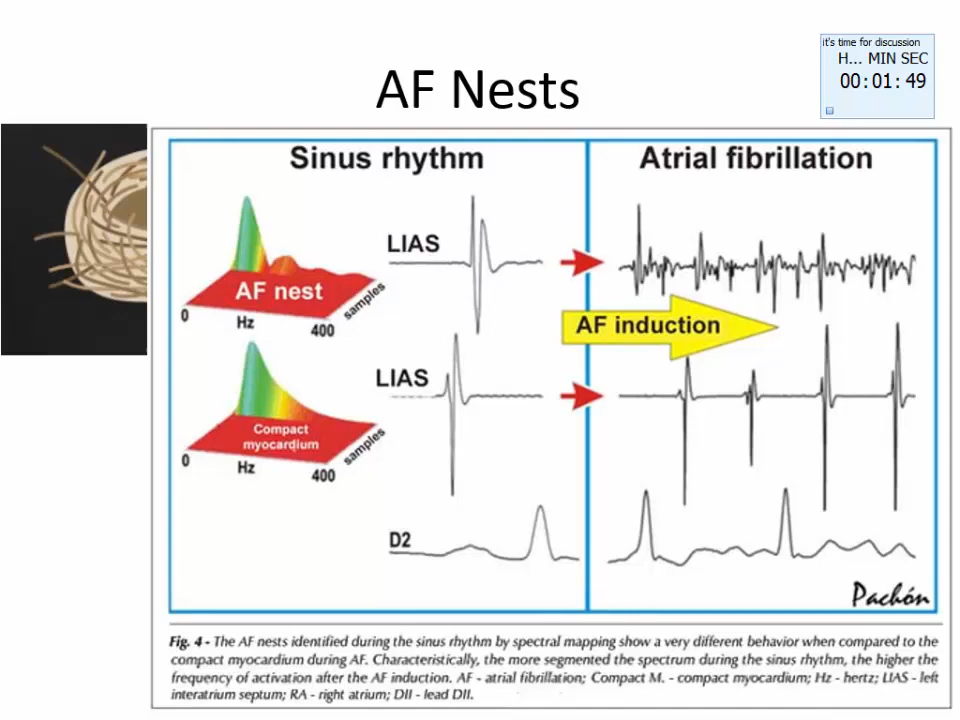 it's time for discussion
H... MIN SEC
00:01: 49
AF Nests
Sinus rhythm
Atrial fibrillation
LIAS
AF nest
samples
0
Hz
400
AF induction
LIAS
Compact
myocardium
samples
0
Hz
400
D2
Pachón
Fig. 4 - The AF nests identified during the sinus rhythm by spectral mapping show a very different behavior when compared to the
compact myocardium during AF. Characteristically, the more segmented the spectrum during the sinus rhythm, the higher the
frequency of activation after the AF induction. AF - atrial fibrillation; Compact M. - compact myocardium; Hz - hertz; LIAS - left
interatrium septum; RA - right atrium; DII - lead DII.